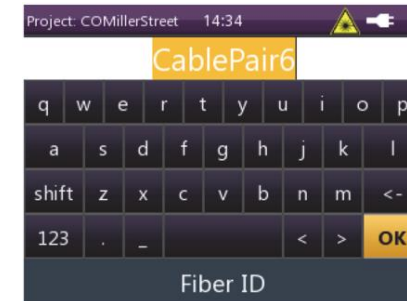 Project: COMillerStreet 14:34
CablePair6
q w e r t y u i o p
a s d f g h j k l
shift z x c v b n m <-
123 . _ < > OK
Fiber ID